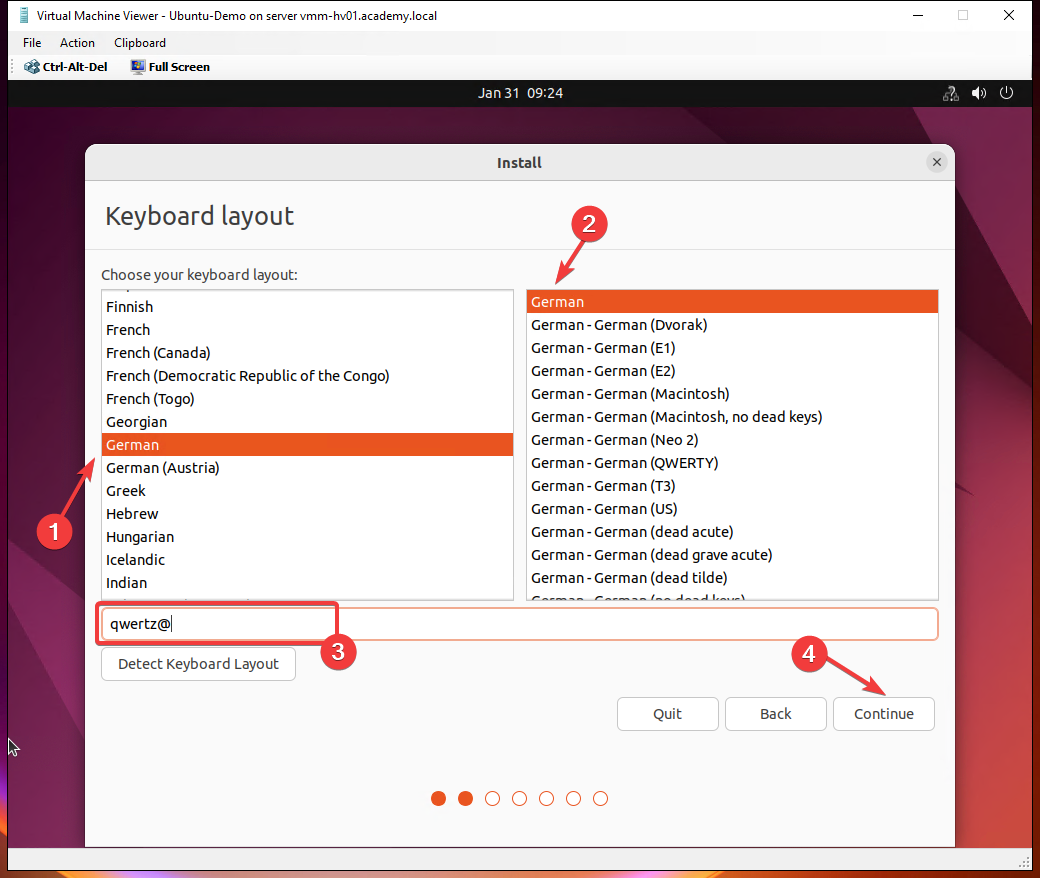 Virtual Machine Viewer - Ubuntu-Demo on server vmm-hv01.academy.local
File Action Clipboard
Ctrl-Alt-Del Full Screen
Jan 31 09:24
Install
Keyboard layout
2
Choose your keyboard layout:
Finnish
French
French (Canada)
French (Democratic Republic of the Congo)
French (Togo)
Georgian
German
German (Austria)
Greek
Hebrew
Hungarian
Icelandic
Indian
1
German
German - German (Dvorak)
German - German (E1)
German - German (E2)
German - German (Macintosh)
German - German (Macintosh, no dead keys)
German - German (Neo 2)
German - German (QWERTY)
German - German (T3)
German - German (US)
German - German (dead acute)
German - German (dead grave acute)
German - German (dead tilde)
German - German (no dead keys)
qwertz@
3
Detect Keyboard Layout
4
Quit Back Continue